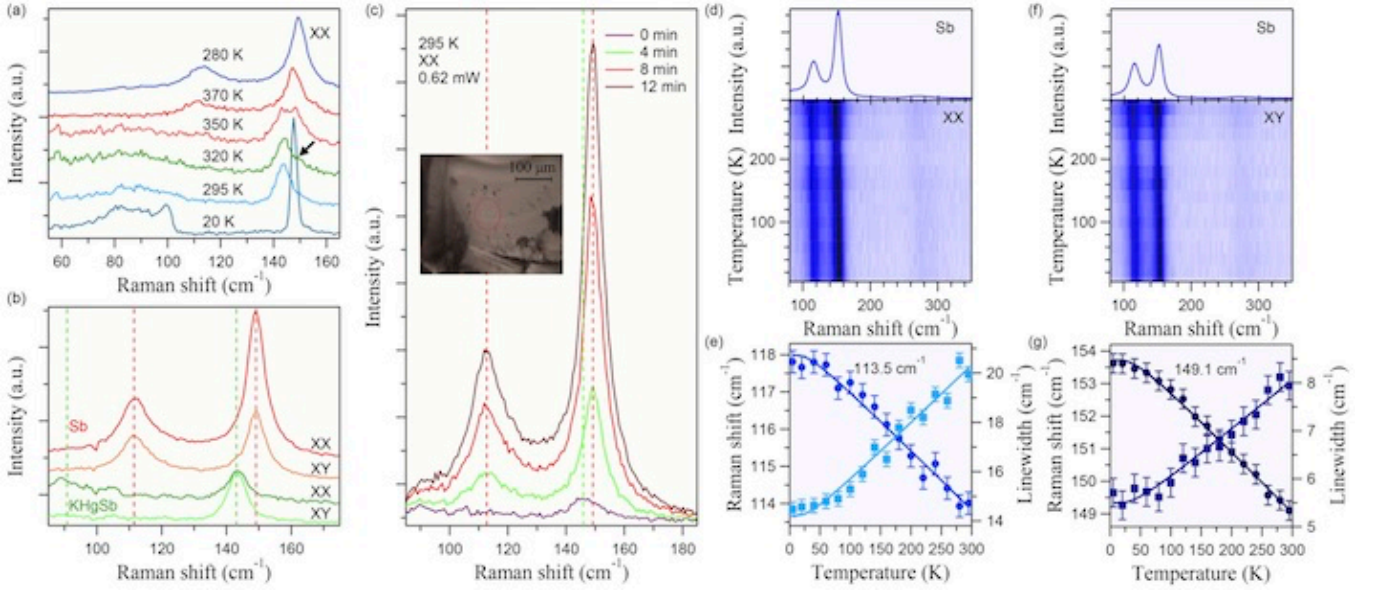 (a)
XX
280 K
370 K
350 K
320 K
295 K
20 K
Intensity (a.u.)
60 80 100 120 140 160
Raman shift (cm⁻¹)
(b)
Sb
XX
XY
XX
KHgSb
XY
Intensity (a.u.)
100 120 140 160
Raman shift (cm⁻¹)
(c)
295 K
XX
0.62 mW
0 min
4 min
8 min
12 min
100 μm
Intensity (a.u.)
100 120 140 160 180
Raman shift (cm⁻¹)
(d)
Sb
Intensity (a.u.)
XX
200
100
Temperature (K)
100 200 300
Raman shift (cm⁻¹)
(e)
113.5 cm⁻¹
118
117
116
115
114
Raman shift (cm⁻¹)
20
18
16
14
Linewidth (cm⁻¹)
0 50 100 150 200 250 300
Temperature (K)
(f)
Sb
Intensity (a.u.)
XY
200
100
Temperature (K)
100 200 300
Raman shift (cm⁻¹)
(g)
149.1 cm⁻¹
154
153
152
151
150
149
Raman shift (cm⁻¹)
8
7
6
5
Linewidth (cm⁻¹)
0 50 100 150 200 250 300
Temperature (K)